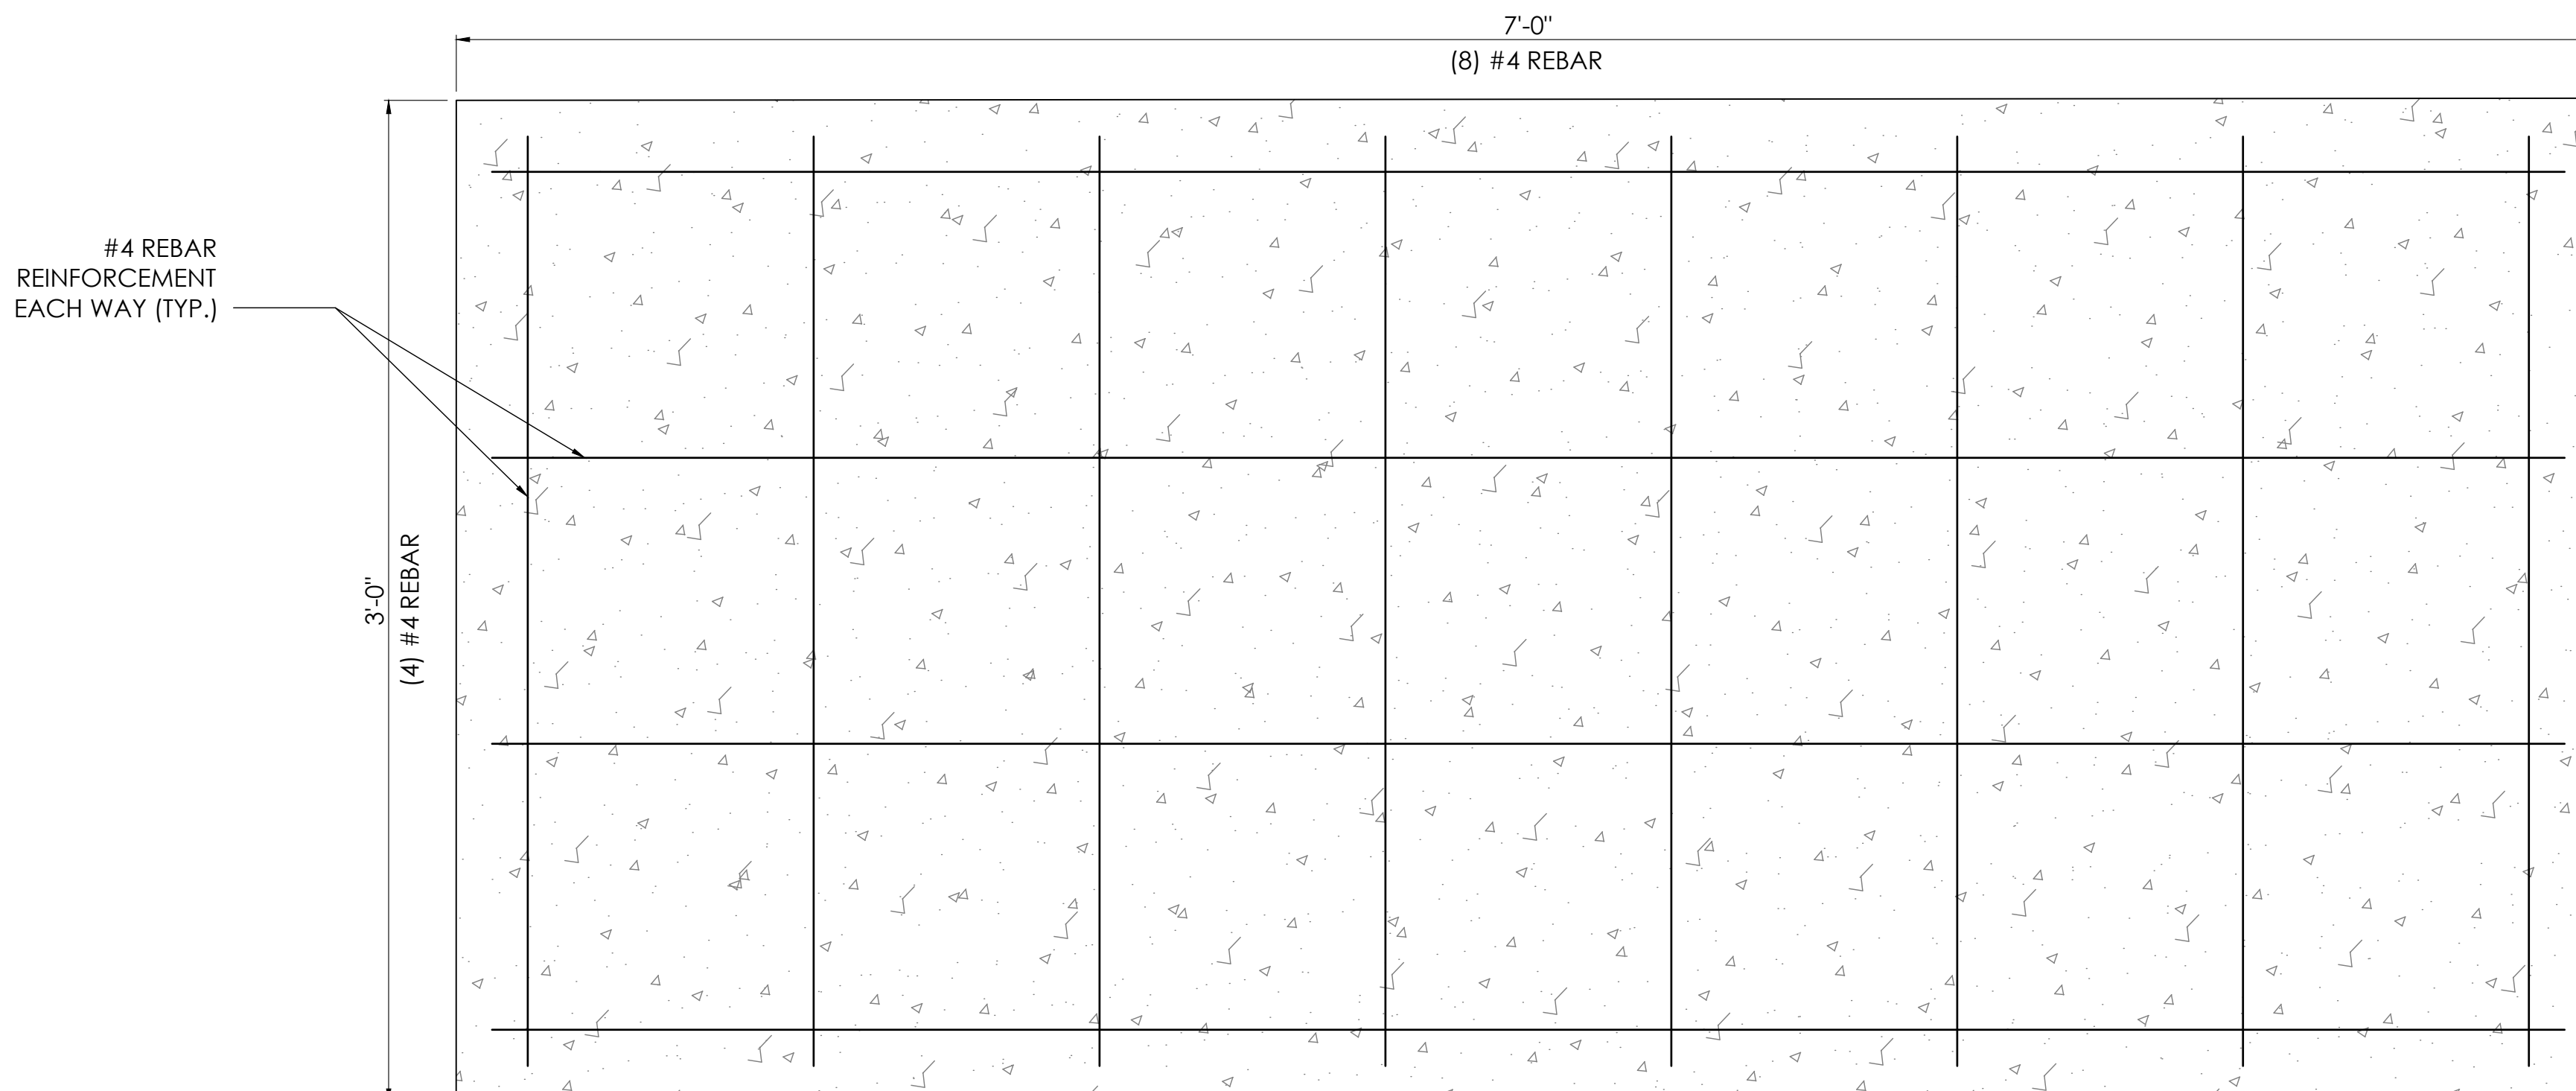 7'-0"
(8) #4 REBAR
#4 REBAR
REINFORCEMENT
EACH WAY (TYP.)
3'-0"
(4) #4 REBAR